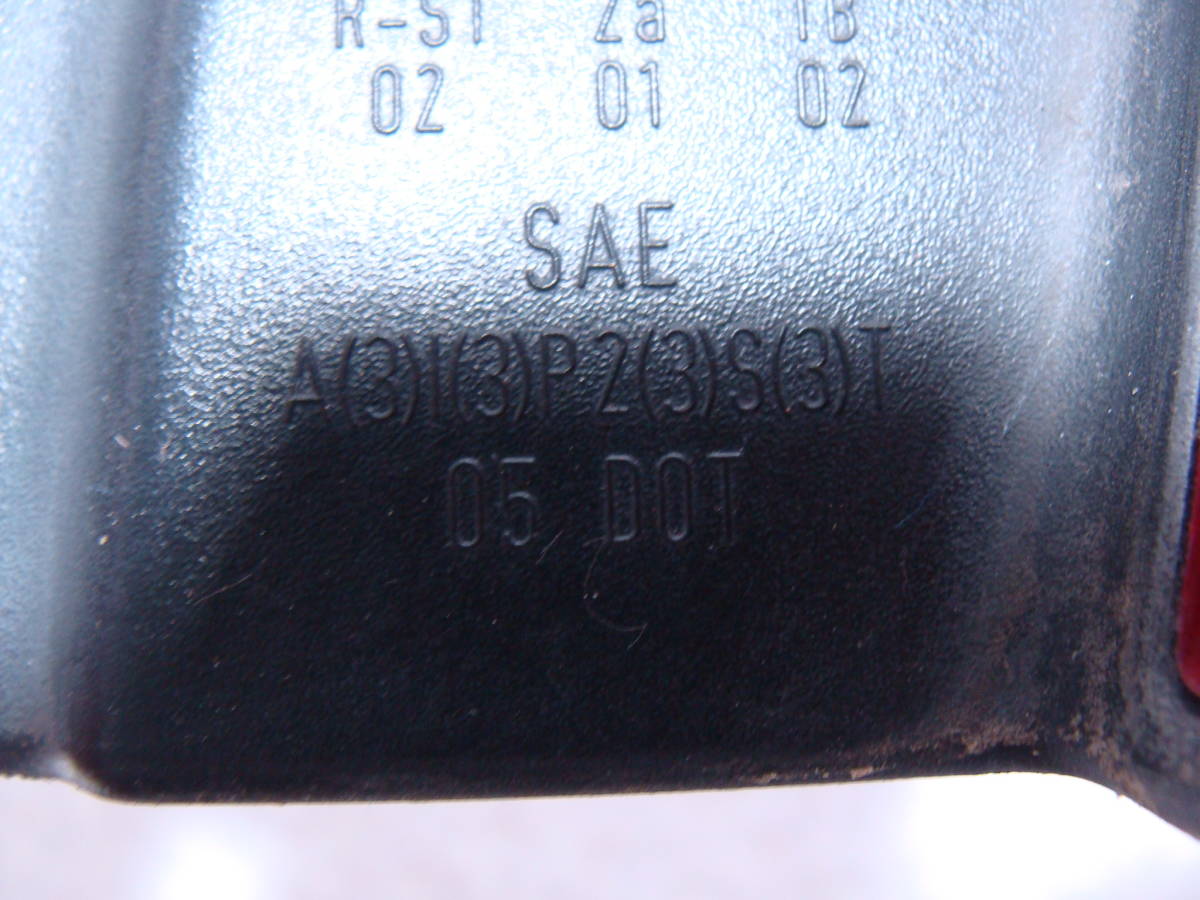 R-S1 2a 1B
02 01 02
SAE
A(3)I(3)P2(3)S(3)T
05 DOT